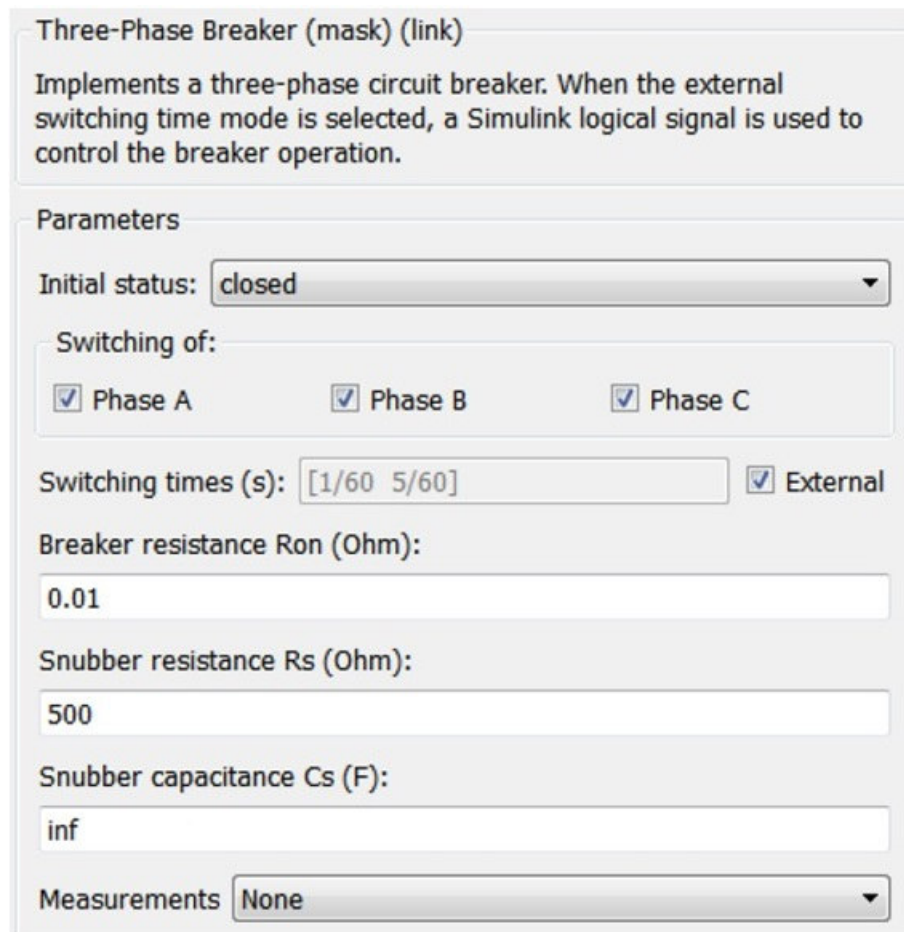 Three-Phase Breaker (mask) (link)
Implements a three-phase circuit breaker. When the external
switching time mode is selected, a Simulink logical signal is used to
control the breaker operation.
Parameters
Initial status: closed
Switching of:
Phase A Phase B Phase C
Switching times (s): [1/60 5/60] External
Breaker resistance Ron (Ohm):
0.01
Snubber resistance Rs (Ohm):
500
Snubber capacitance Cs (F):
inf
Measurements None